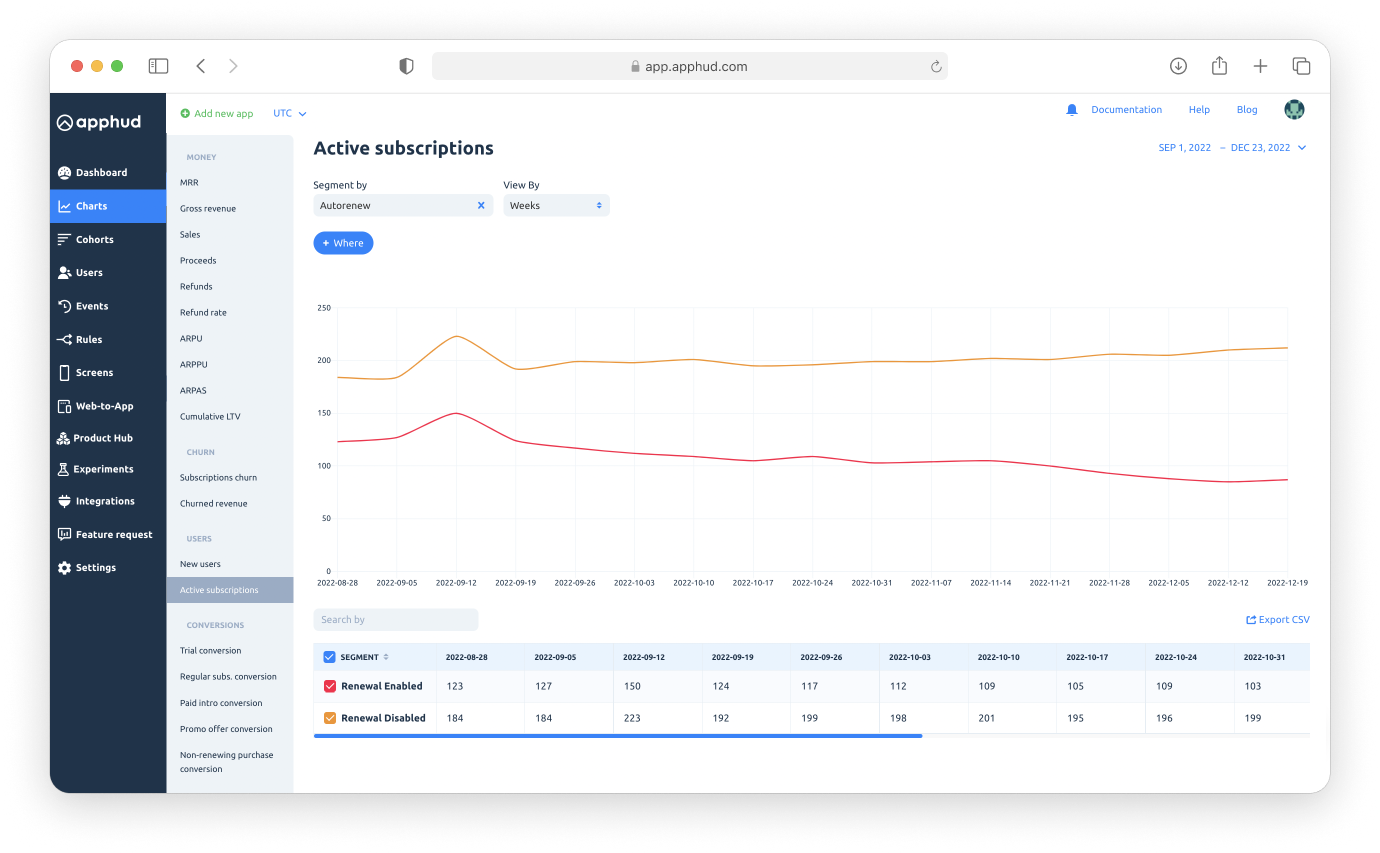 app.apphud.com
apphud
Dashboard
Charts
Cohorts
Users
Events
Rules
Screens
Web-to-App
Product Hub
Experiments
Integrations
Feature request
Settings
Add new app
UTC
MONEY
MRR
Gross revenue
Sales
Proceeds
Refunds
Refund rate
ARPU
ARPPU
ARPAS
Cumulative LTV
CHURN
Subscriptions churn
Churned revenue
USERS
New users
Active subscriptions
CONVERSIONS
Trial conversion
Regular subs. conversion
Paid intro conversion
Promo offer conversion
Non-renewing purchase
conversion
Documentation Help Blog
Active subscriptions
SEP 1, 2022 – DEC 23, 2022
Segment by View By
Autorenew Weeks
+ Where
250
200
150
100
50
0
2022-08-28 2022-09-05 2022-09-12 2022-09-19 2022-09-26 2022-10-03 2022-10-10 2022-10-17 2022-10-24 2022-10-31 2022-11-07 2022-11-14 2022-11-21 2022-11-28 2022-12-05 2022-12-12 2022-12-19
Search by
Export CSV
SEGMENT 2022-08-28 2022-09-05 2022-09-12 2022-09-19 2022-09-26 2022-10-03 2022-10-10 2022-10-17 2022-10-24 2022-10-31
Renewal Enabled 123 127 150 124 117 112 109 105 109 103
Renewal Disabled 184 184 223 192 199 198 201 195 196 199